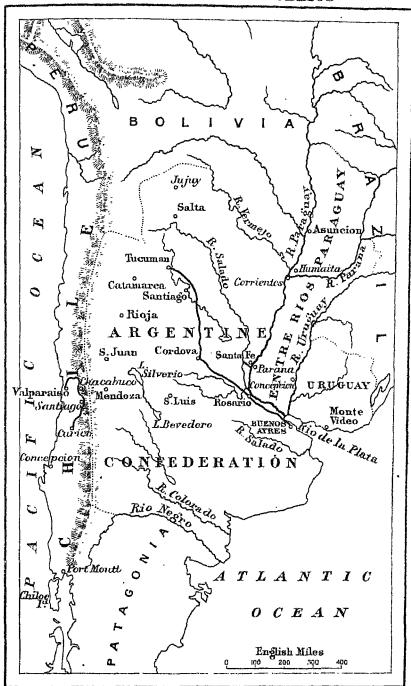 PERU
BOLIVIA
BRAZIL
Jujuy
Salta
R. Vermejo
R. Paraguay
PARAGUAY
Asuncion
Tucuman
R. Salado
Humaita
Corrientes
R. Parana
Catamarca
Santiago
ENTRE RIOS
R. Uruguay
Rioja
ARGENTINE
S. Juan
Cordova
Santa Fe
Parana
L. Silverio
Concepcion
URUGUAY
Chacabuco
Valparaiso
Mendoza
S. Luis
Rosario
Santiago
Monte
Video
BUENOS
AYRES
Rio de la Plata
L. Bevedero
R. Salado
Curico
Concepcion
CONFEDERATION
CHILE
R. Colorado
Rio Negro
PACIFIC OCEAN
Port Montt
PATAGONIA
Chiloe
Id.
ATLANTIC
OCEAN
English Miles
0 100 200 300 400